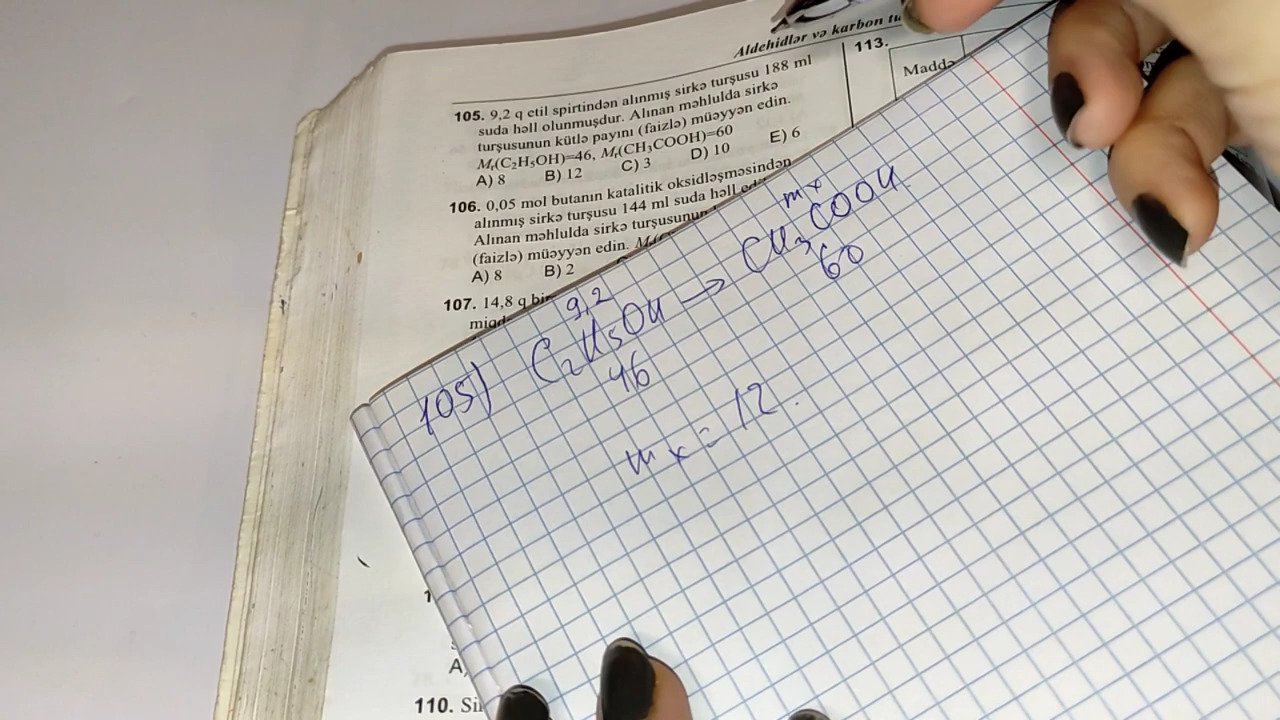 Aldehidlər və karbon tu
105. 9,2 q etil spirtindən alınmış sirkə turşusu 188 ml
suda həll olunmuşdur. Alınan məhlulda sirkə
turşusunun kütlə payını (faizlə) müəyyən edin.
Mr(C₂H₅OH)=46, Mr(CH₃COOH)=60
A) 8 B) 12 C) 3 D) 10 E) 6
106. 0,05 mol butanın katalitik oksidləşməsindən
alınmış sirkə turşusu 144 ml suda həll
Alınan məhlulda sirkə turşusunun
(faizlə) müəyyən edin.
A) 8 B) 2
107. 14,8 q bir
miqd
A)
110. Si
113.
Maddə
105) C₂H₅OH → CH₃COOH
9,2 mx
46 60
mx = 12.